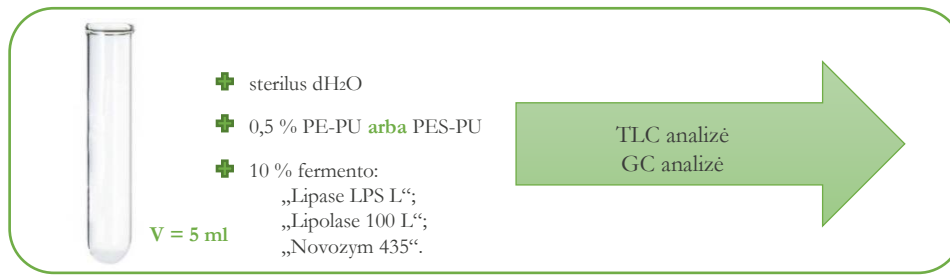 sterilus dH₂O
0,5 % PE-PU arba PES-PU
10 % fermento:
„Lipase LPS L“;
„Lipolase 100 L“;
„Novozym 435“.
V = 5 ml
TLC analizė
GC analizė